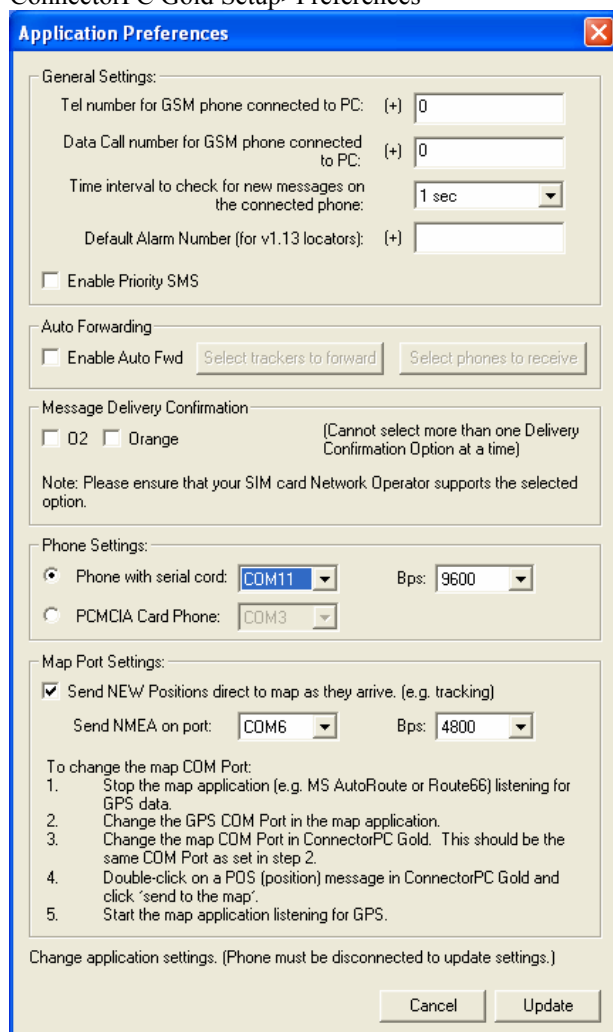 ConnectorPC Gold Setup> Preferences
Application Preferences
General Settings:
Tel number for GSM phone connected to PC: (+) 0
Data Call number for GSM phone connected
to PC: (+) 0
Time interval to check for new messages on
the connected phone: 1 sec
Default Alarm Number (for v1.13 locators): (+)
Enable Priority SMS
Auto Forwarding
Enable Auto Fwd Select trackers to forward Select phones to receive
Message Delivery Confirmation
O2 Orange (Cannot select more than one Delivery
Confirmation Option at a time)
Note: Please ensure that your SIM card Network Operator supports the selected
option.
Phone Settings:
Phone with serial cord: COM11 Bps: 9600
PCMCIA Card Phone: COM3
Map Port Settings:
Send NEW Positions direct to map as they arrive. (e.g. tracking)
Send NMEA on port: COM6 Bps: 4800
To change the map COM Port:
1. Stop the map application (e.g. MS AutoRoute or Route66) listening for
GPS data.
2. Change the GPS COM Port in the map application.
3. Change the map COM Port in ConnectorPC Gold. This should be the
same COM Port as set in step 2.
4. Double-click on a POS (position) message in ConnectorPC Gold and
click 'send to the map'.
5. Start the map application listening for GPS.
Change application settings. (Phone must be disconnected to update settings.)
Cancel Update